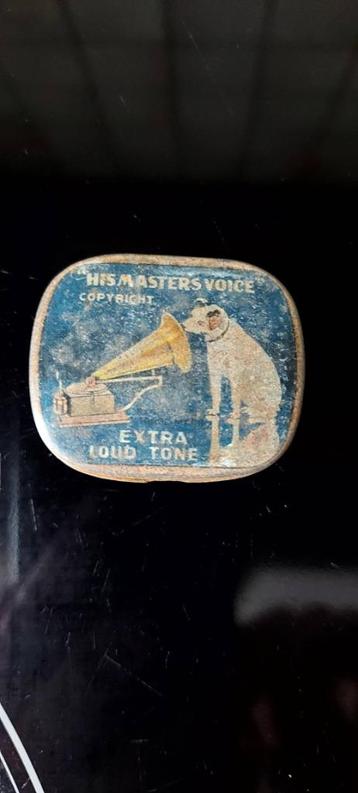 "HIS MASTERS VOICE"
COPYRIGHT
EXTRA
LOUD TONE